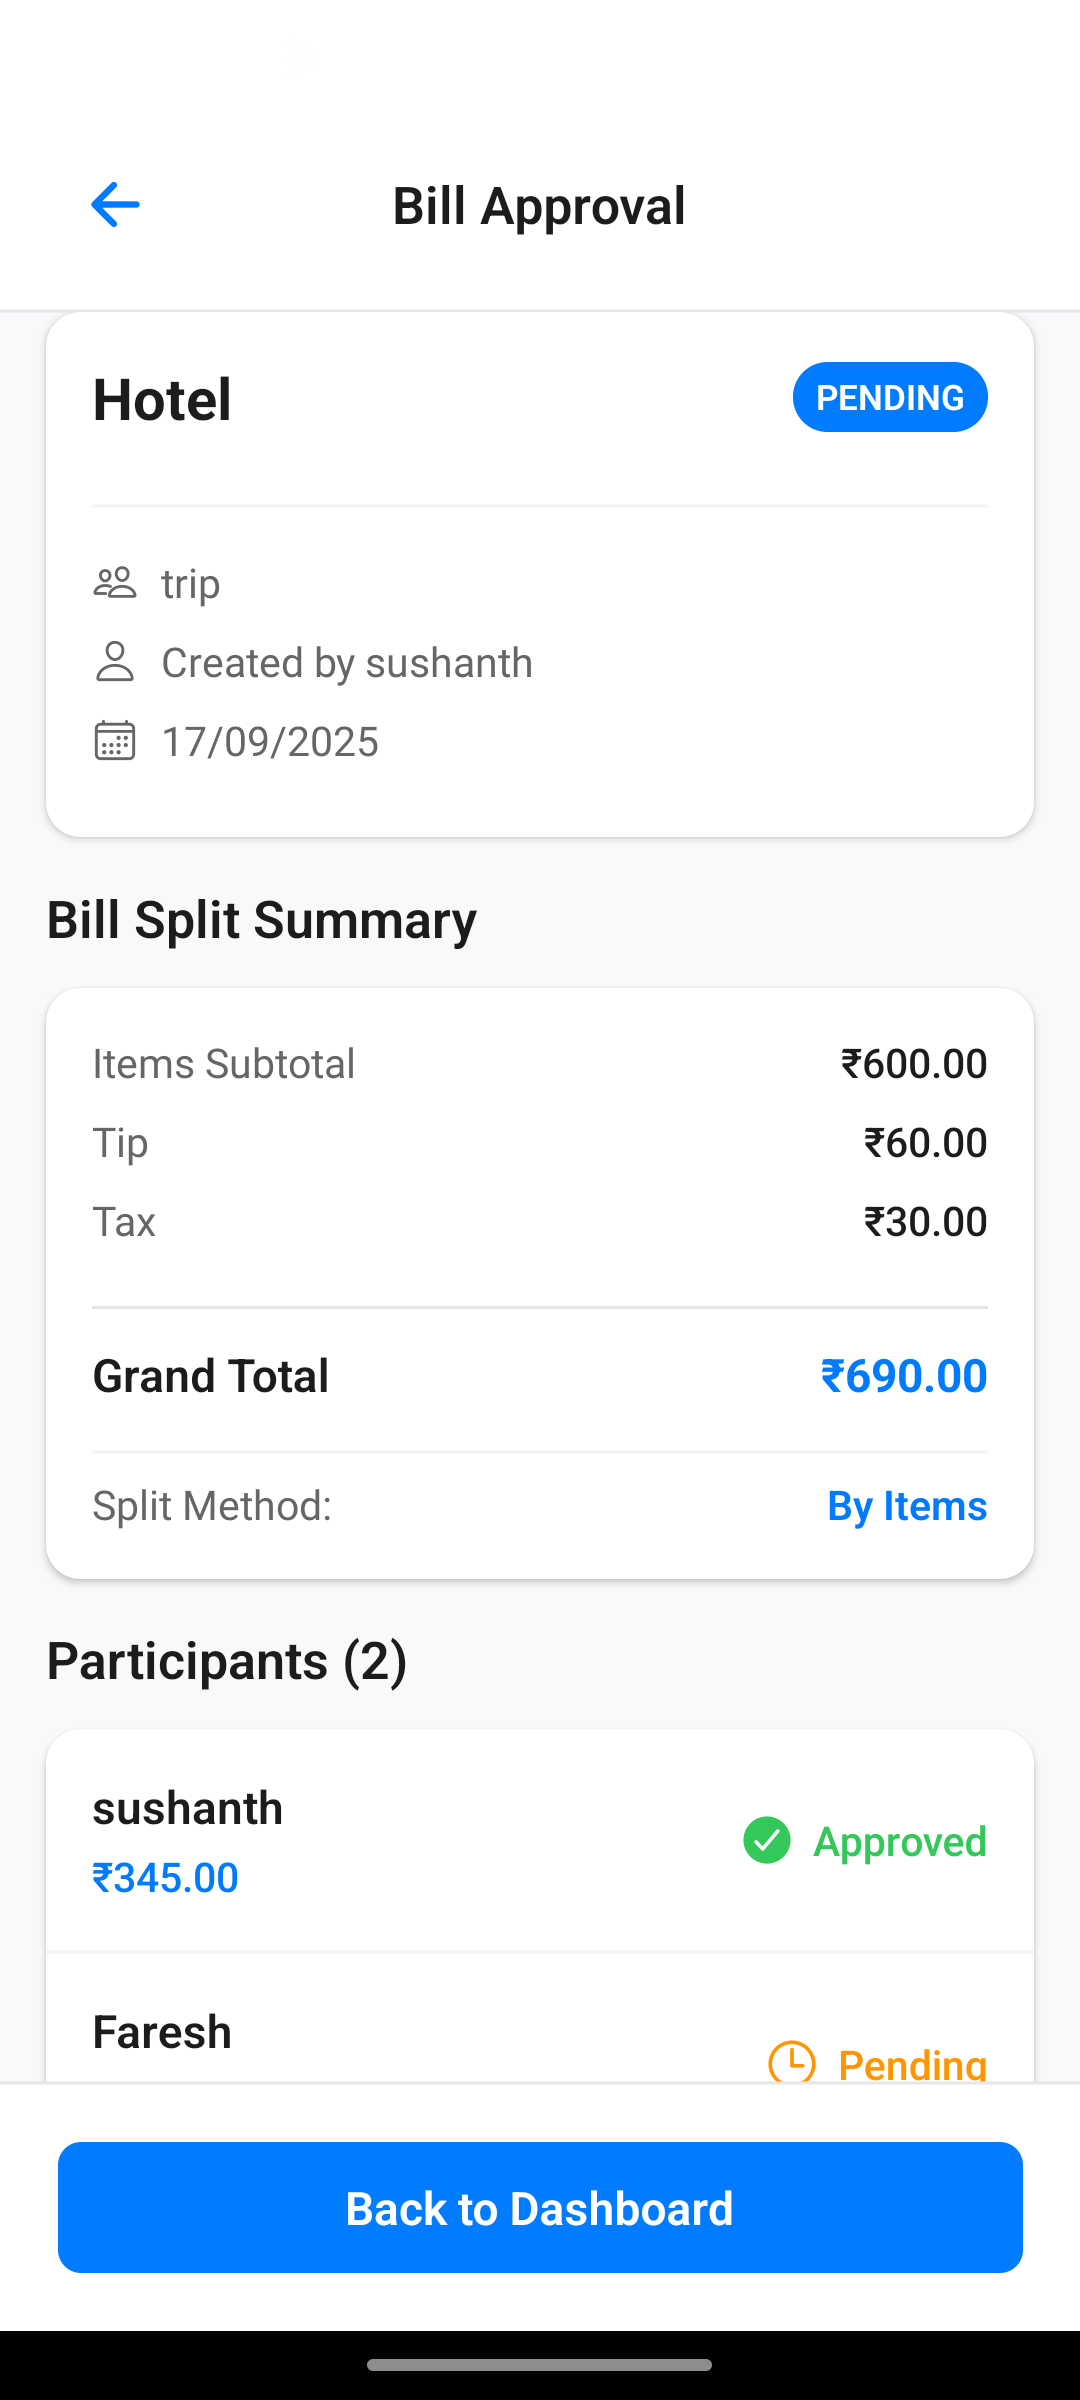 Bill Approval
Hotel
PENDING
trip
Created by sushanth
17/09/2025
Bill Split Summary
Items Subtotal ₹600.00
Tip ₹60.00
Tax ₹30.00
Grand Total ₹690.00
Split Method: By Items
Participants (2)
sushanth
₹345.00
Approved
Faresh
Pending
Back to Dashboard